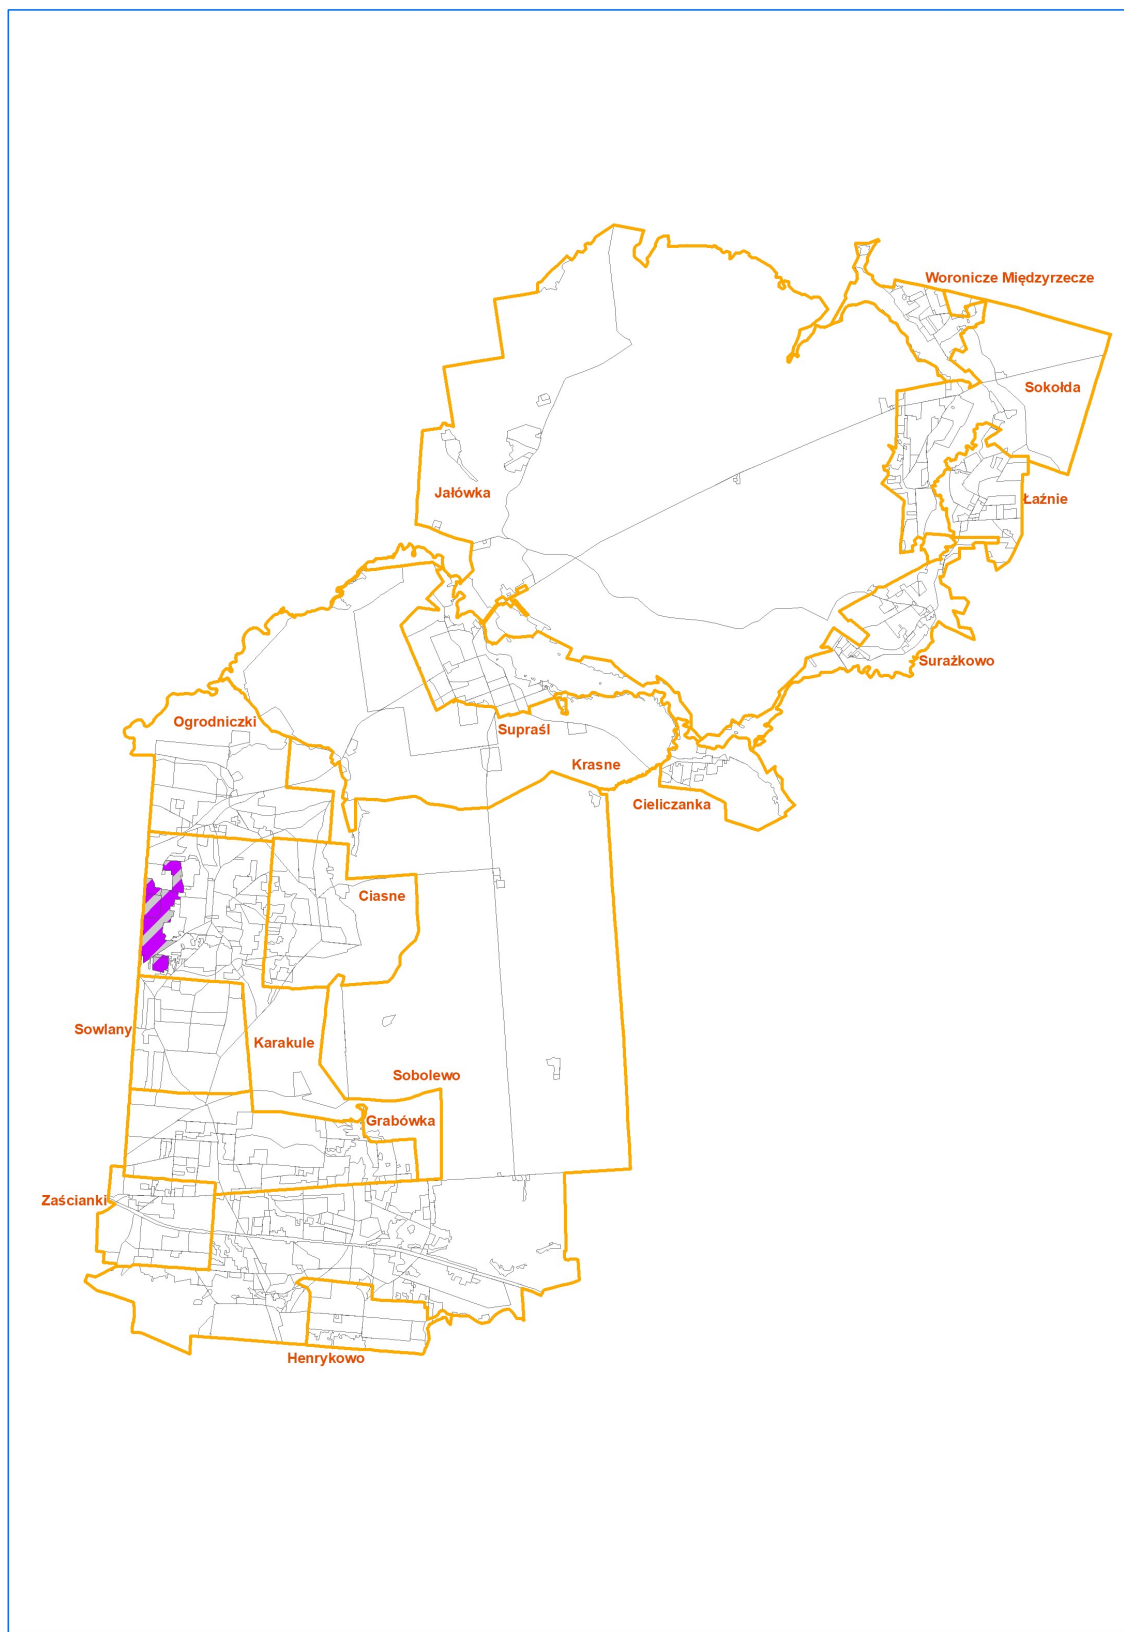 Woronicze Międzyrzecze
Sokołda
Jałówka
Łaźnie
Surażkowo
Ogrodniczki
Supraśl
Krasne
Cieliczanka
Ciasne
Sowlany
Karakule
Sobolewo
Grabówka
Zaścianki
Henrykowo